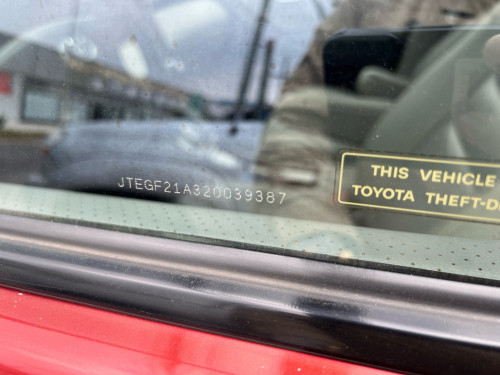 JTEGF21A320039387
THIS VEHICLE
TOYOTA THEFT-D